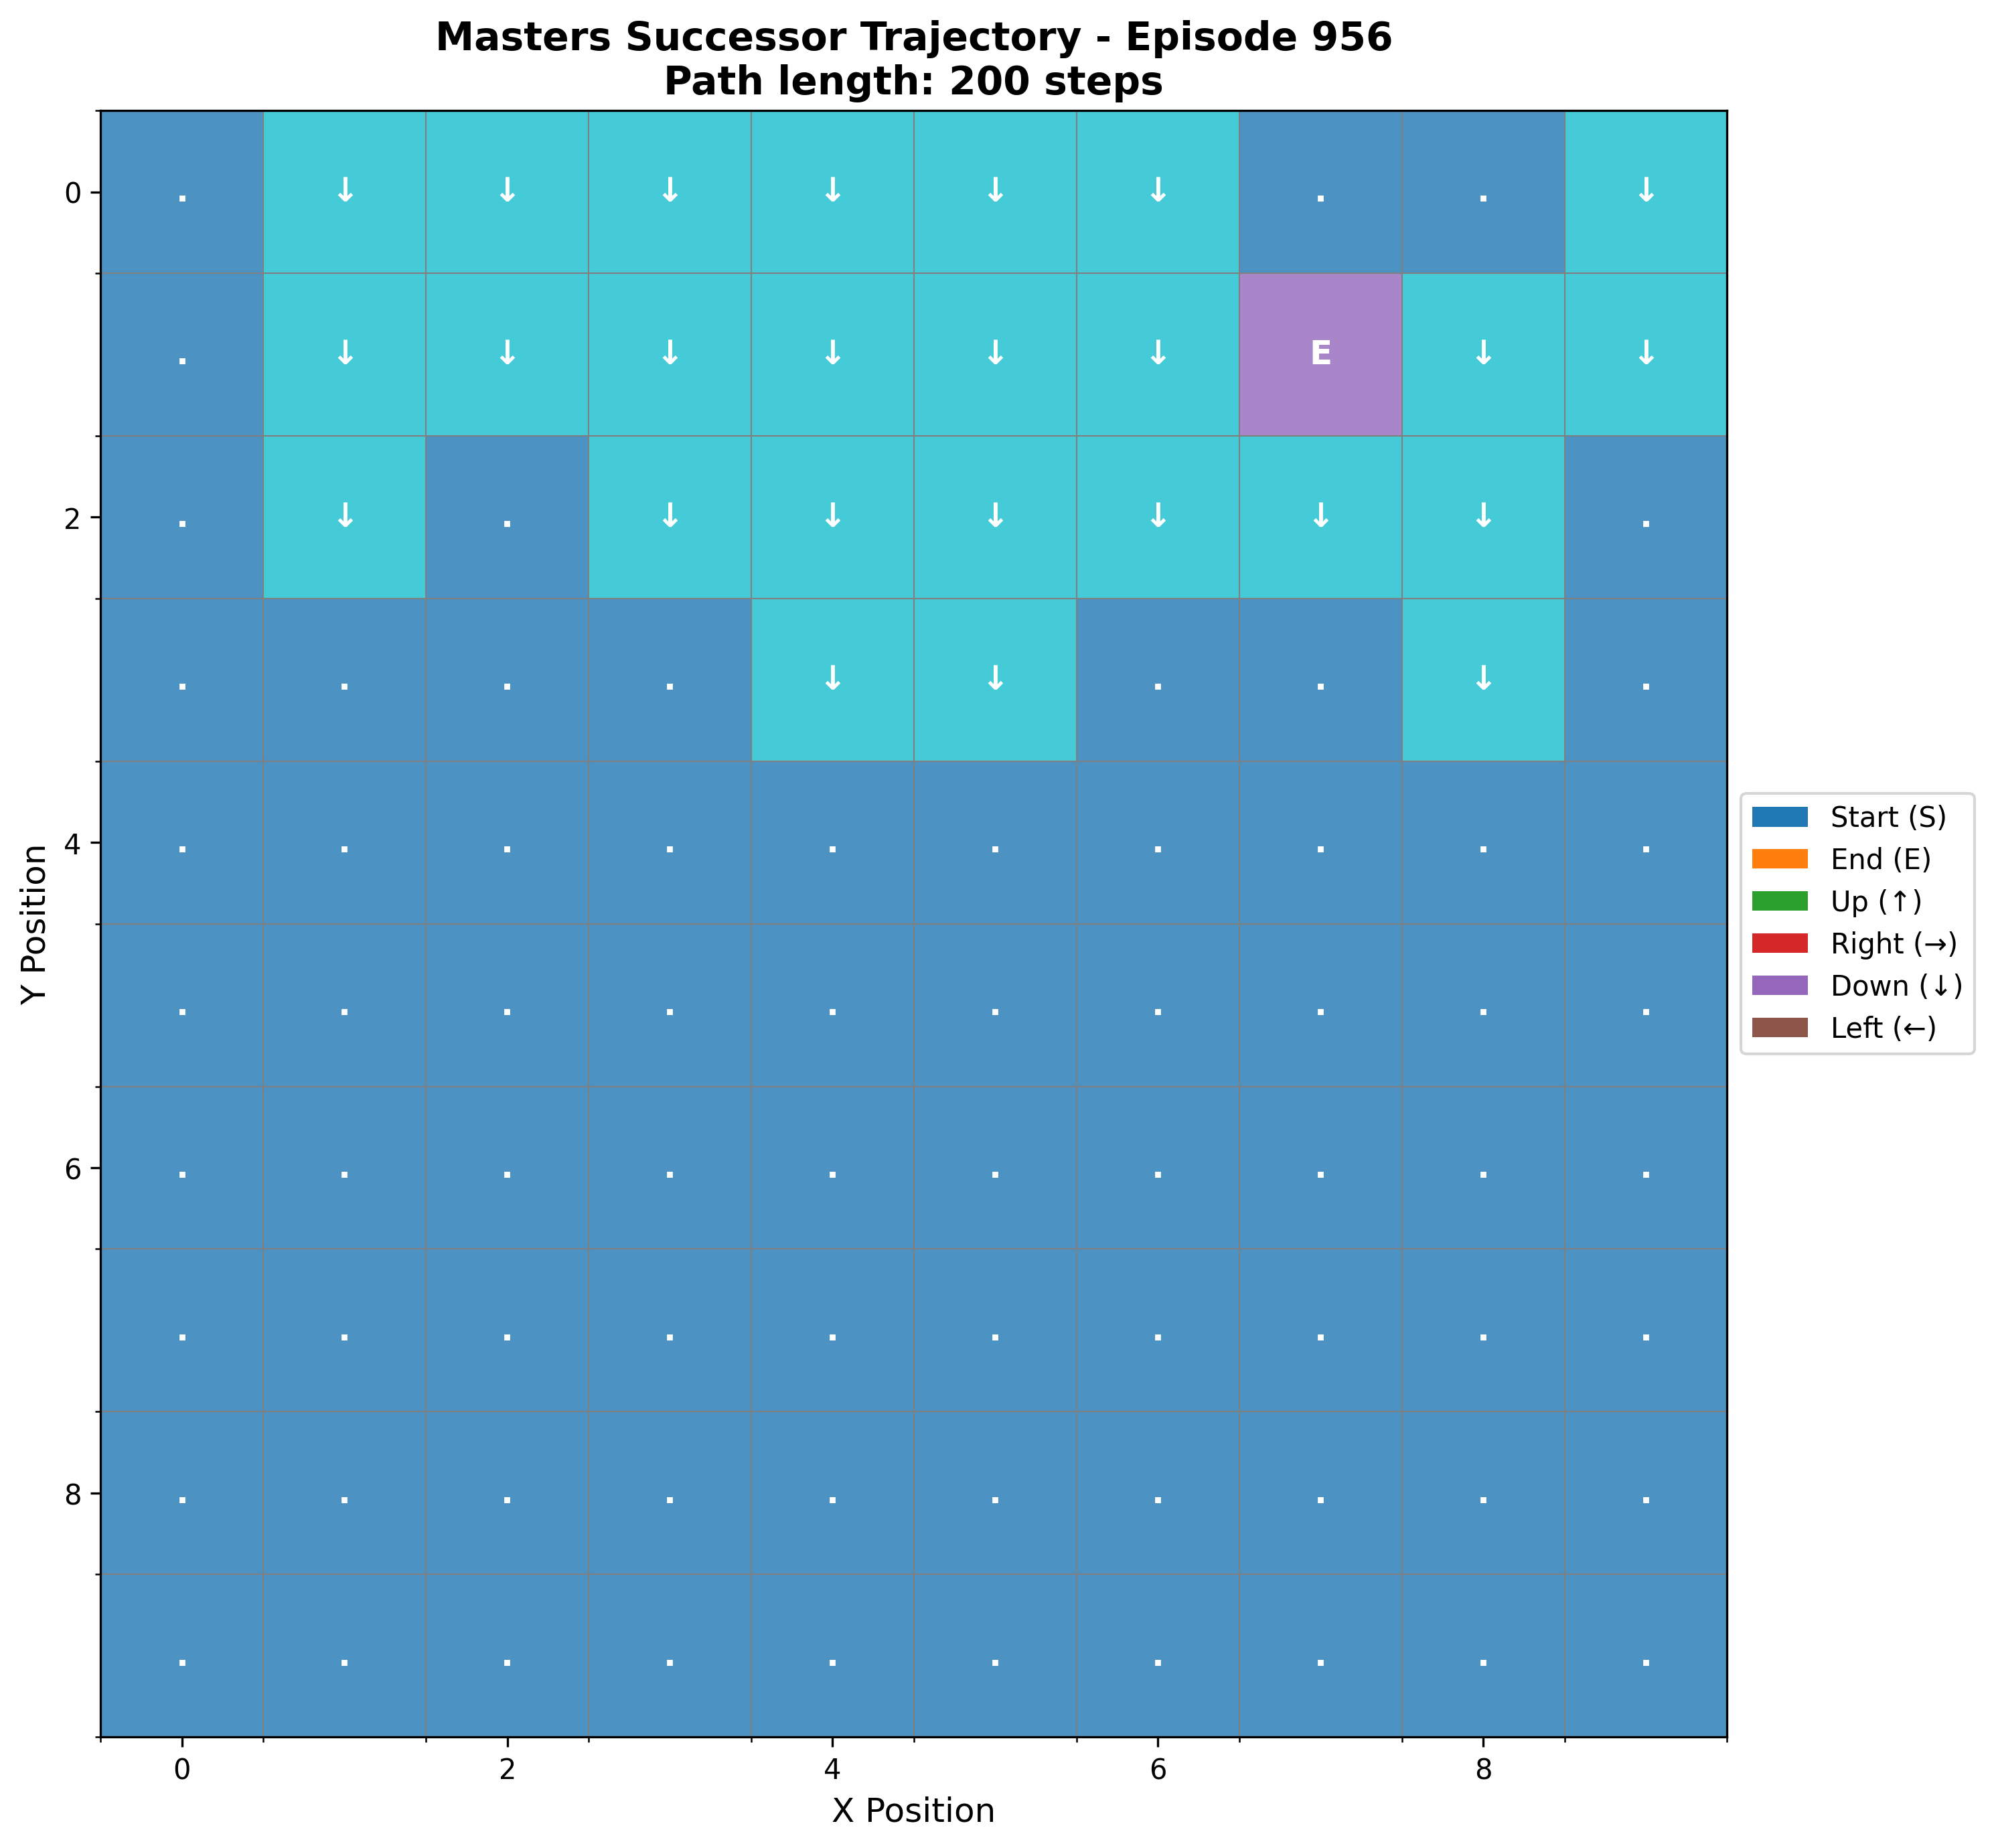 Masters Successor Trajectory - Episode 956
Path length: 200 steps
0 . ↓ ↓ ↓ ↓ ↓ ↓ . . ↓
. ↓ ↓ ↓ ↓ ↓ ↓ E ↓ ↓
2 . ↓ . ↓ ↓ ↓ ↓ ↓ ↓ .
. . . . ↓ ↓ . . ↓ .
4 . . . . . . . . . .
. . . . . . . . . .
6 . . . . . . . . . .
. . . . . . . . . .
8 . . . . . . . . . .
. . . . . . . . . .
0 2 4 6 8
X Position
Y Position
Start (S)
End (E)
Up (↑)
Right (→)
Down (↓)
Left (←)